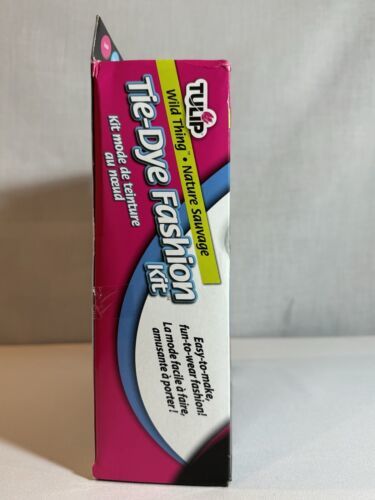 TULIP
Wild Thing™ • Nature Sauvage
Tie-Dye Fashion
Kit
Kit mode de teinture
au nœud
Easy-to-make,
fun-to-wear fashion!
La mode facile à faire,
amusante à porter !